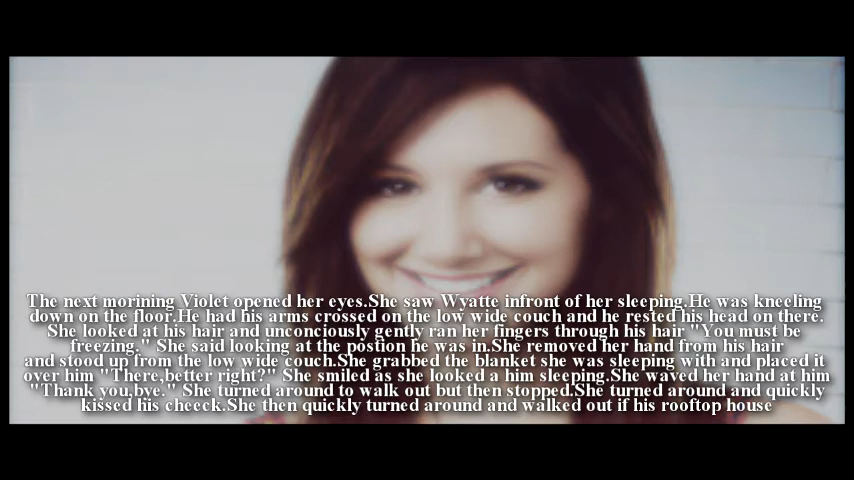 The next morining Violet opened her eyes.She saw Wyatte infront of her sleeping.He was kneeling
down on the floor.He had his arms crossed on the low wide couch and he rested his head on there.
She looked at his hair and unconciously gently ran her fingers through his hair "You must be
freezing." She said looking at the postion he was in.She removed her hand from his hair
and stood up from the low wide couch.She grabbed the blanket she was sleeping with and placed it
over him "There,better right?" She smiled as she looked a him sleeping.She waved her hand at him
"Thank you,bye." She turned around to walk out but then stopped.She turned around and quickly
kissed his cheeck.She then quickly turned around and walked out if his rooftop house